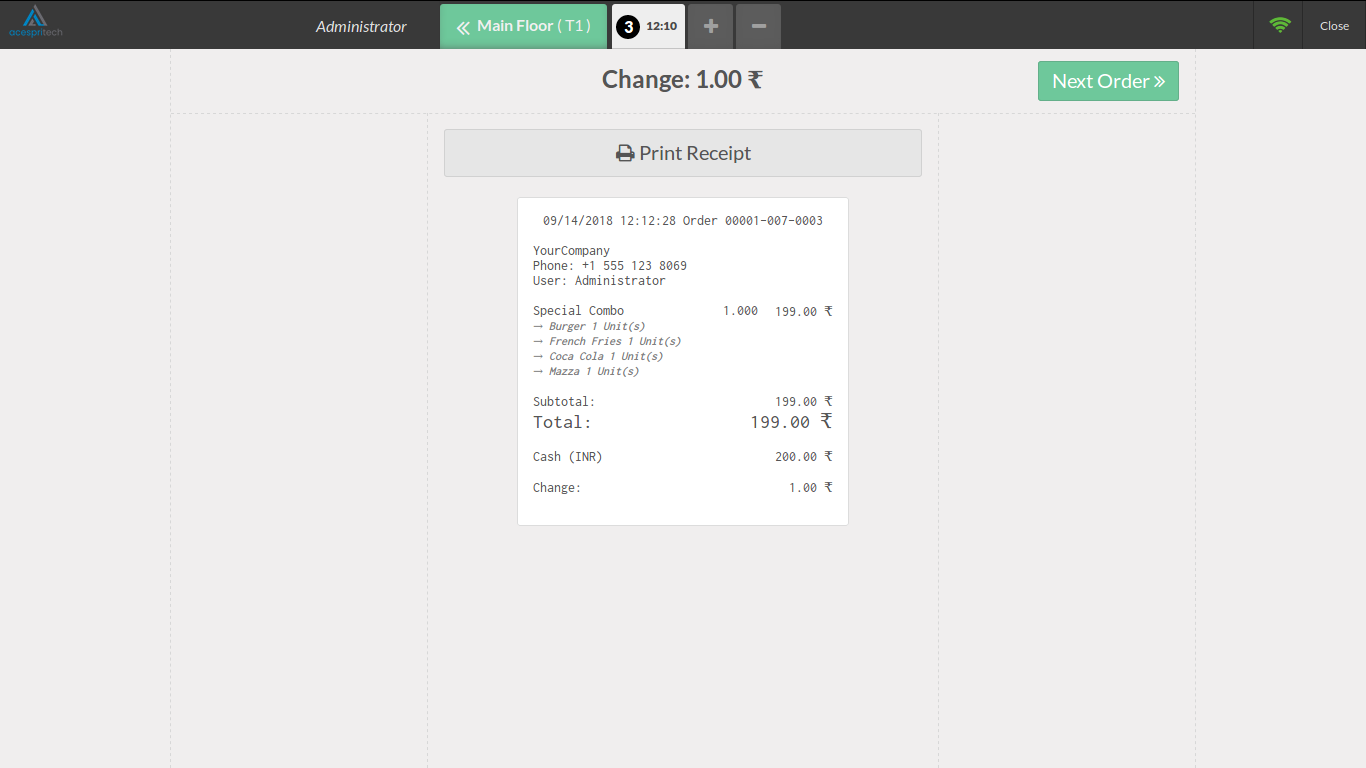 acespritech
Administrator
Main Floor ( T1 )
3 12:10
Close
Change: 1.00 ₹
Next Order
Print Receipt
09/14/2018 12:12:28 Order 00001-007-0003
YourCompany
Phone: +1 555 123 8069
User: Administrator
Special Combo 1.000 199.00 ₹
→ Burger 1 Unit(s)
→ French Fries 1 Unit(s)
→ Coca Cola 1 Unit(s)
→ Mazza 1 Unit(s)
Subtotal: 199.00 ₹
Total: 199.00 ₹
Cash (INR) 200.00 ₹
Change: 1.00 ₹